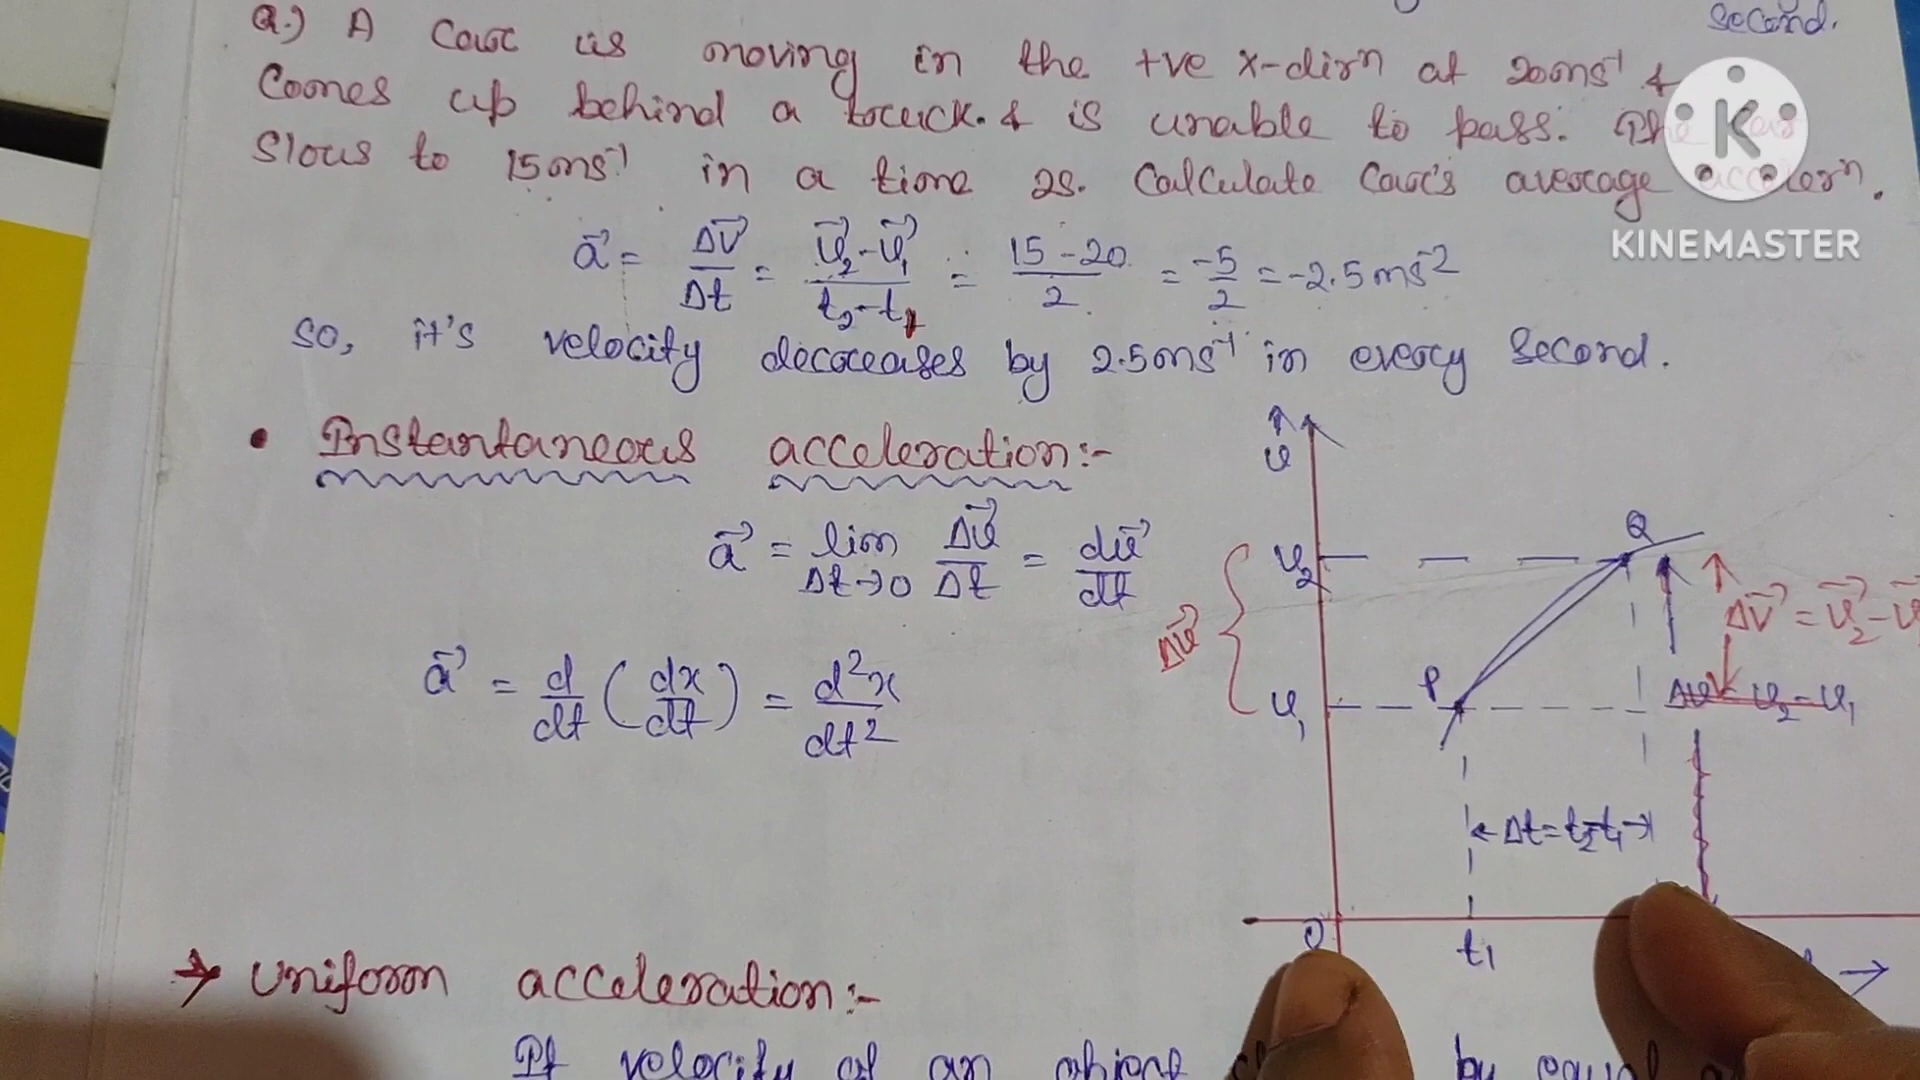 second.
Q.) A car is moving in the +ve x-dirn at 20ms⁻¹ &
Comes up behind a truck. & is unable to pass. The car
Slows to 15ms⁻¹ in a time 2s. Calculate Car's average accelern.
KINEMASTER
a⃗ = Δv⃗/Δt = (v⃗₂-v⃗₁)/(t₂-t₁) = (15-20)/2 = -5/2 = -2.5ms⁻²
so, it's velocity decreases by 2.5ms⁻¹ in every second.
• Instantaneous acceleration:-
a⃗ = lim Δt→0 Δv⃗/Δt = dv⃗/dt
a⃗ = d/dt (dx/dt) = d²x/dt²
v
Q
v₂
Δv⃗ = v⃗₂-v⃗
Δv⃗
P
v₁
Δv = v₂-v₁
Δt=t₂-t₁
O
t₁
→ Uniform acceleration:-
If velocity of an object by equal